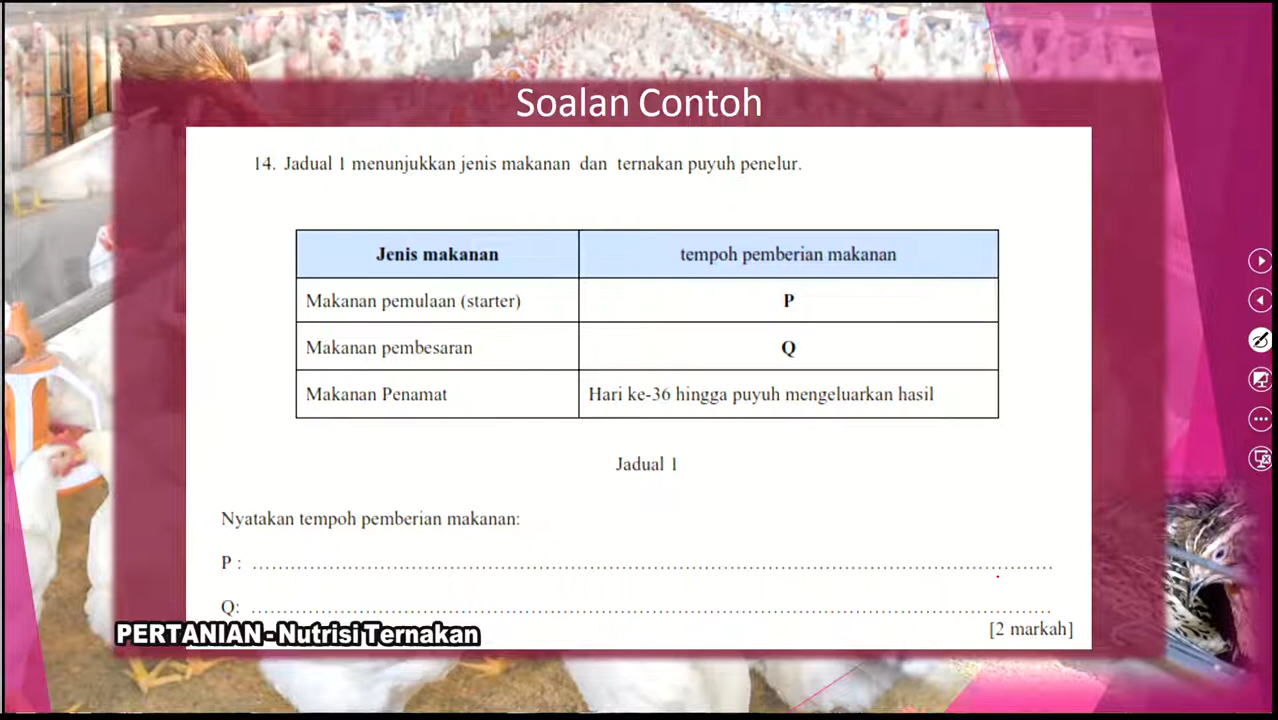 Soalan Contoh
14. Jadual 1 menunjukkan jenis makanan dan ternakan puyuh penelur.
Jenis makanan tempoh pemberian makanan
Makanan pemulaan (starter) P
Makanan pembesaran Q
Makanan Penamat Hari ke-36 hingga puyuh mengeluarkan hasil
Jadual 1
Nyatakan tempoh pemberian makanan:
P : ........................................................................
Q: ........................................................................
[2 markah]
PERTANIAN - Nutrisi Ternakan